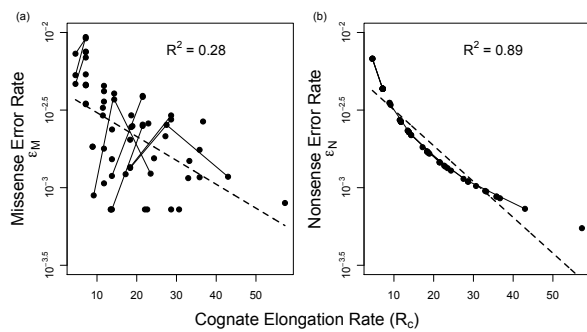 (a)
R² = 0.28
Missense Error Rate
ε_M
10⁻²
10⁻²·⁵
10⁻³
10⁻³·⁵
10 20 30 40 50
(b)
R² = 0.89
Nonsense Error Rate
ε_N
10⁻²
10⁻²·⁵
10⁻³
10⁻³·⁵
10 20 30 40 50
Cognate Elongation Rate (R_c)